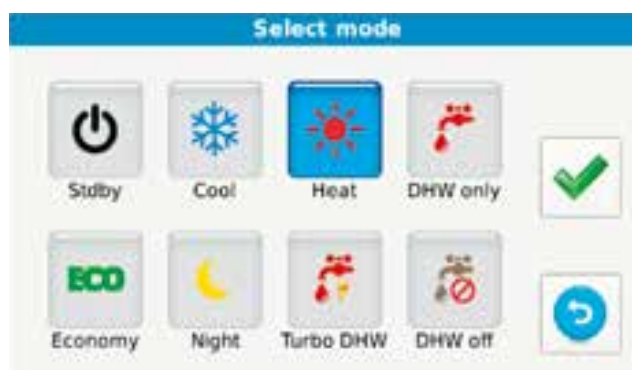 Select mode
Stdby Cool Heat DHW only
ECO
Economy Night Turbo DHW DHW off